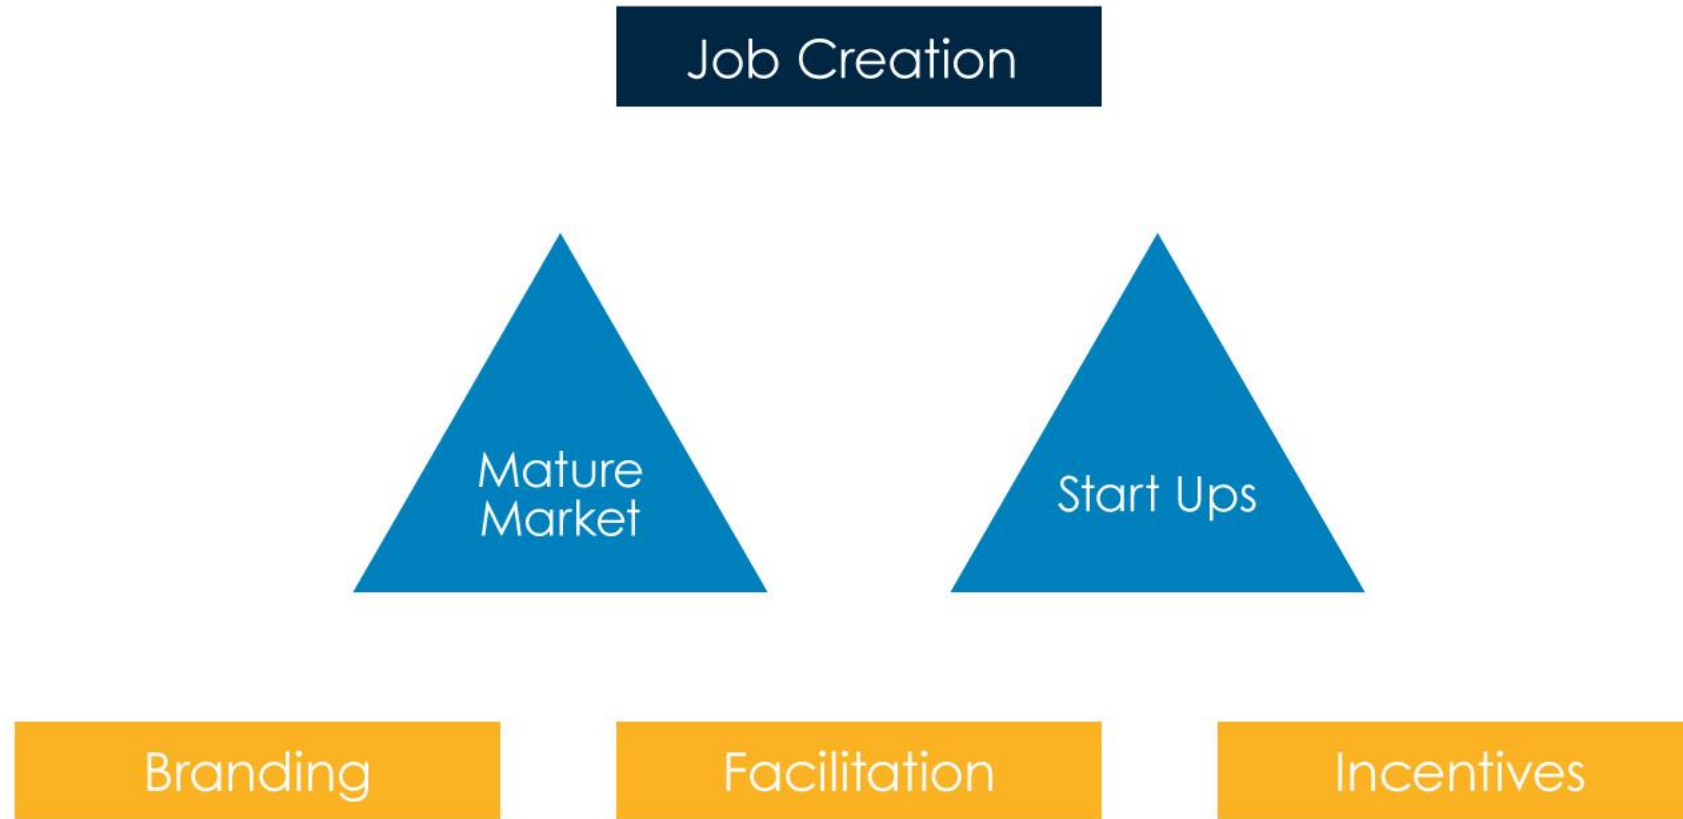 Job Creation
Mature
Market
Start Ups
Branding
Facilitation
Incentives